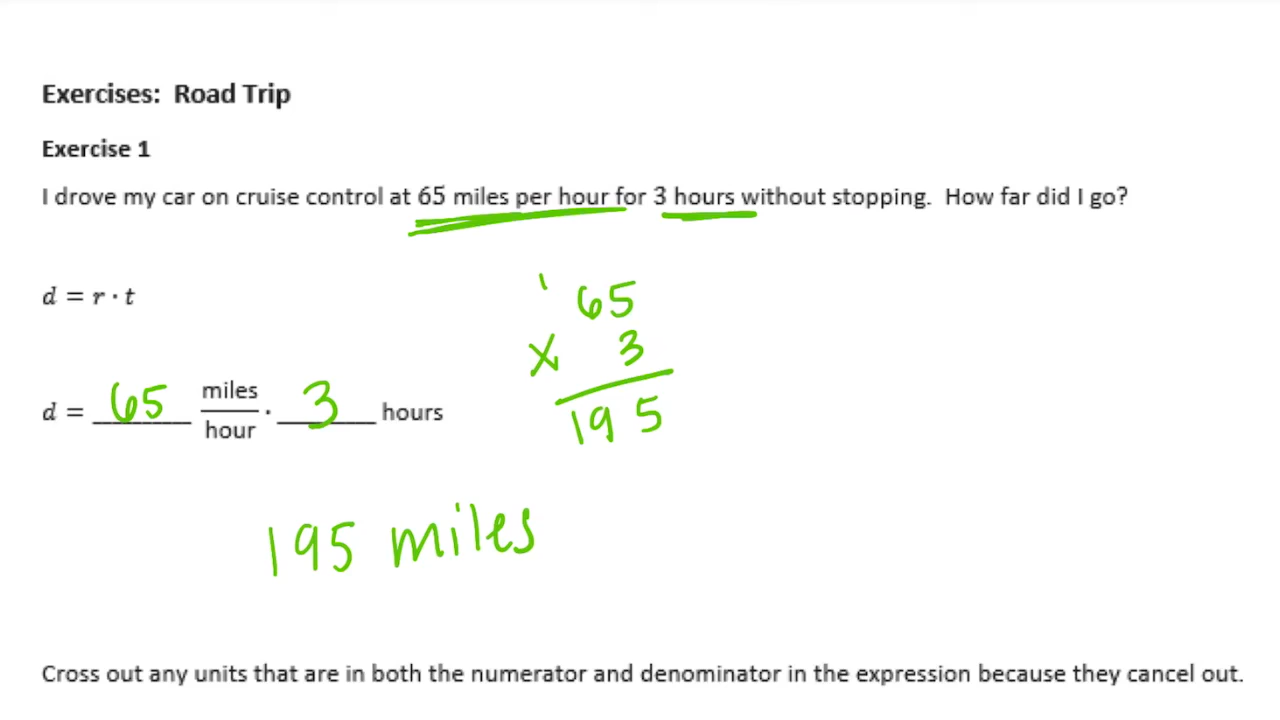 Exercises: Road Trip
Exercise 1
I drove my car on cruise control at 65 miles per hour for 3 hours without stopping. How far did I go?
d = r · t
1 65
x 3
195
d = 65 miles/hour · 3 hours
195 miles
Cross out any units that are in both the numerator and denominator in the expression because they cancel out.